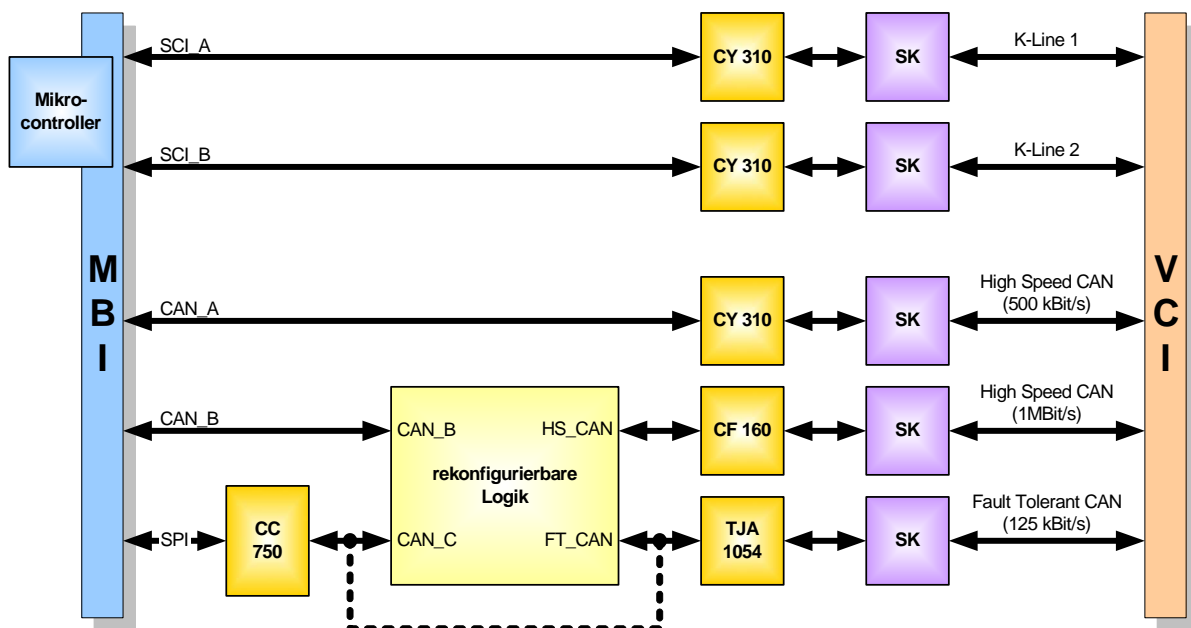 SCI_A
CY 310
SK
K-Line 1
Mikro-
controller
SCI_B
CY 310
SK
K-Line 2
M
B
I
V
C
I
CAN_A
CY 310
SK
High Speed CAN
(500 kBit/s)
CAN_B
CAN_B
HS_CAN
rekonfigurierbare
Logik
CAN_C
FT_CAN
CF 160
SK
High Speed CAN
(1MBit/s)
SPI
CC
750
TJA
1054
SK
Fault Tolerant CAN
(125 kBit/s)